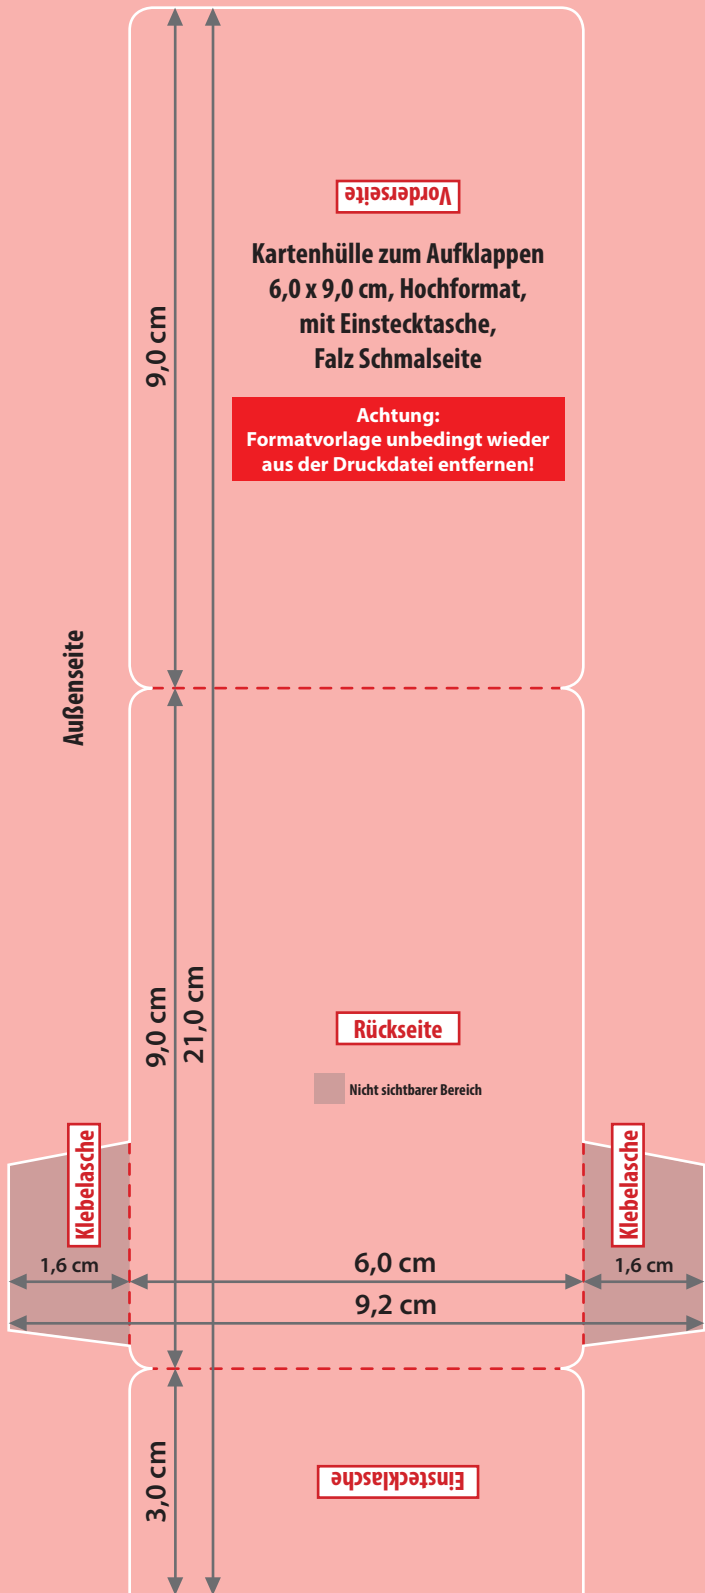 Vorderseite
Kartenhülle zum Aufklappen
6,0 x 9,0 cm, Hochformat,
mit Einstecktasche,
Falz Schmalseite
Achtung:
Formatvorlage unbedingt wieder
aus der Druckdatei entfernen!
9,0 cm
Außenseite
9,0 cm
21,0 cm
Rückseite
Nicht sichtbarer Bereich
Klebelasche
Klebelasche
1,6 cm
6,0 cm
1,6 cm
9,2 cm
3,0 cm
Einstecklasche